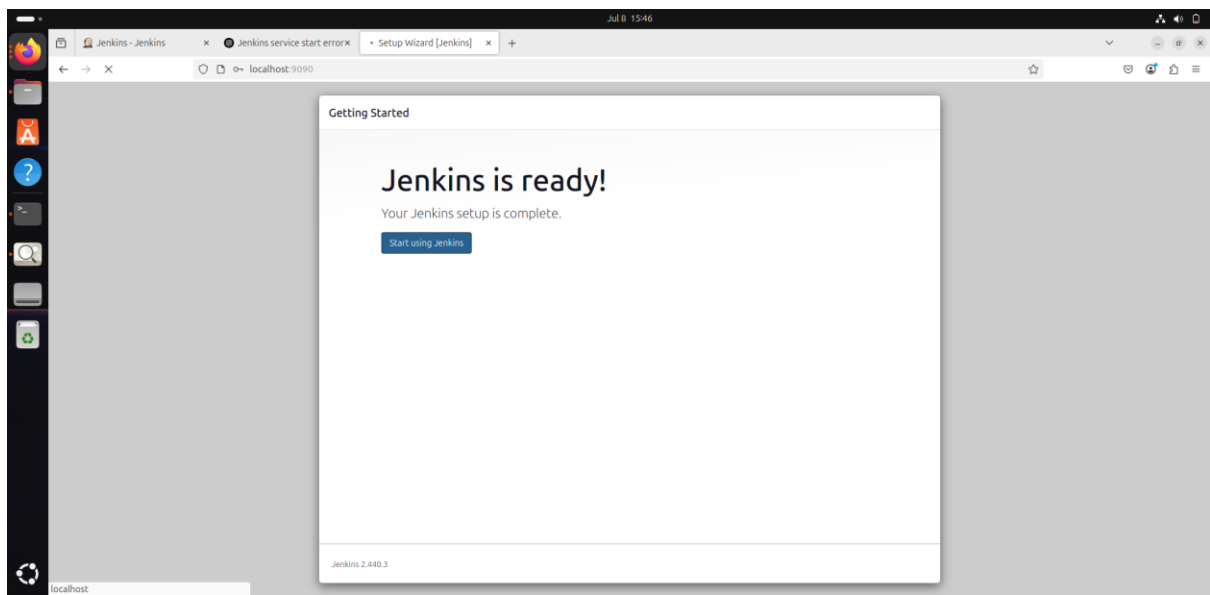 Jul 8 15:46
Jenkins - Jenkins
Jenkins service start error
Setup Wizard [Jenkins]
localhost:9090
Getting Started
Jenkins is ready!
Your Jenkins setup is complete.
Start using Jenkins
Jenkins 2.440.3
localhost